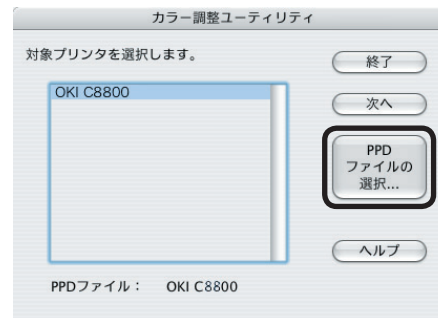 カラー調整ユーティリティ
対象プリンタを選択します。
OKI C8800
終了
次へ
PPD
ファイルの
選択...
ヘルプ
PPDファイル： OKI C8800